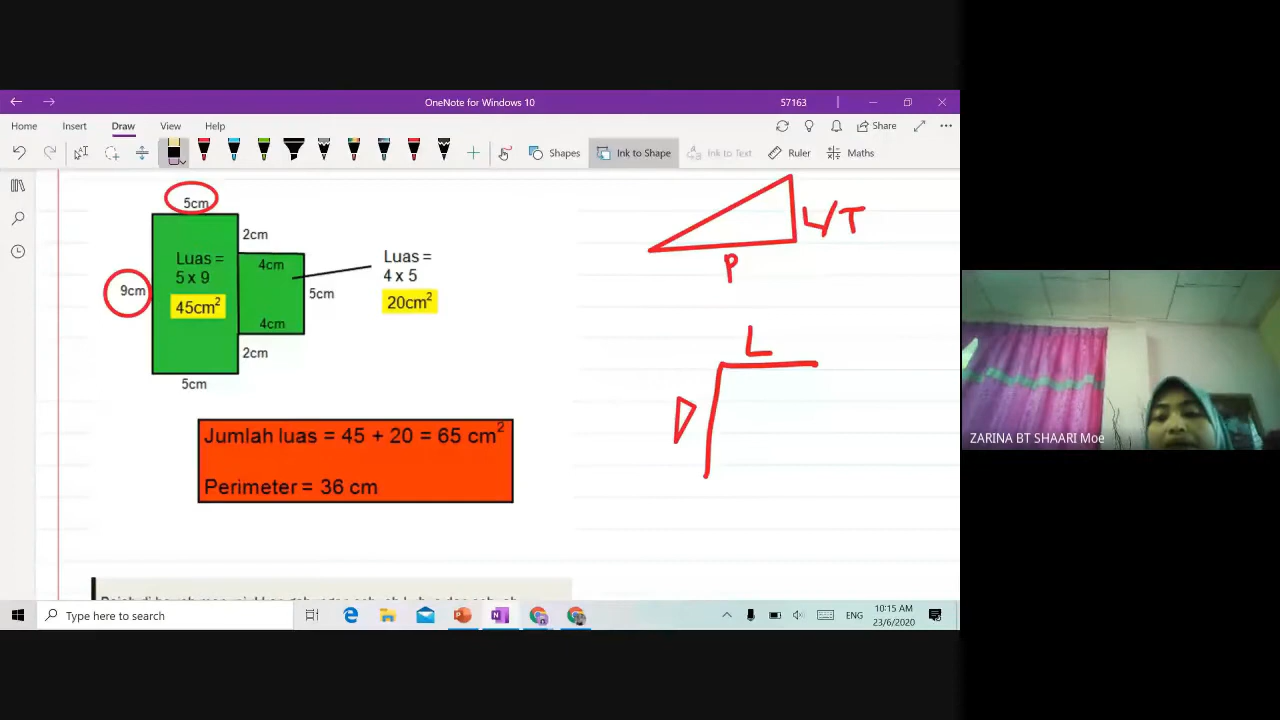 OneNote for Windows 10
57163
Home Insert Draw View Help
Share
Shapes
Ink to Shape
Ink to Text
Ruler
Maths
5cm
2cm
Luas =
5 x 9
45cm²
4cm
9cm
5cm
4cm
2cm
5cm
Luas =
4 x 5
20cm²
L/T
P
L
Jumlah luas = 45 + 20 = 65 cm²
Perimeter = 36 cm
ZARINA BT SHAARI Moe
Type here to search
ENG
10:15 AM
23/6/2020